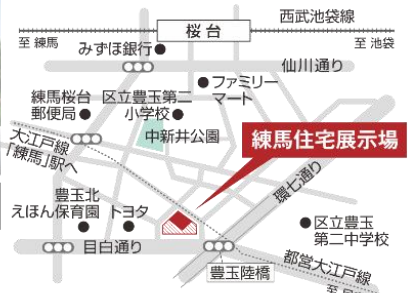 西武池袋線
桜台
至 練馬
至 池袋
みずほ銀行
仙川通り
ファミリー
マート
練馬桜台
郵便局
区立豊玉第二
小学校
中新井公園
大江戸線
「練馬」駅へ
練馬住宅展示場
環七通り
豊玉北
えほん保育園
トヨタ
区立豊玉
第二中学校
目白通り
豊玉陸橋
都営大江戸線